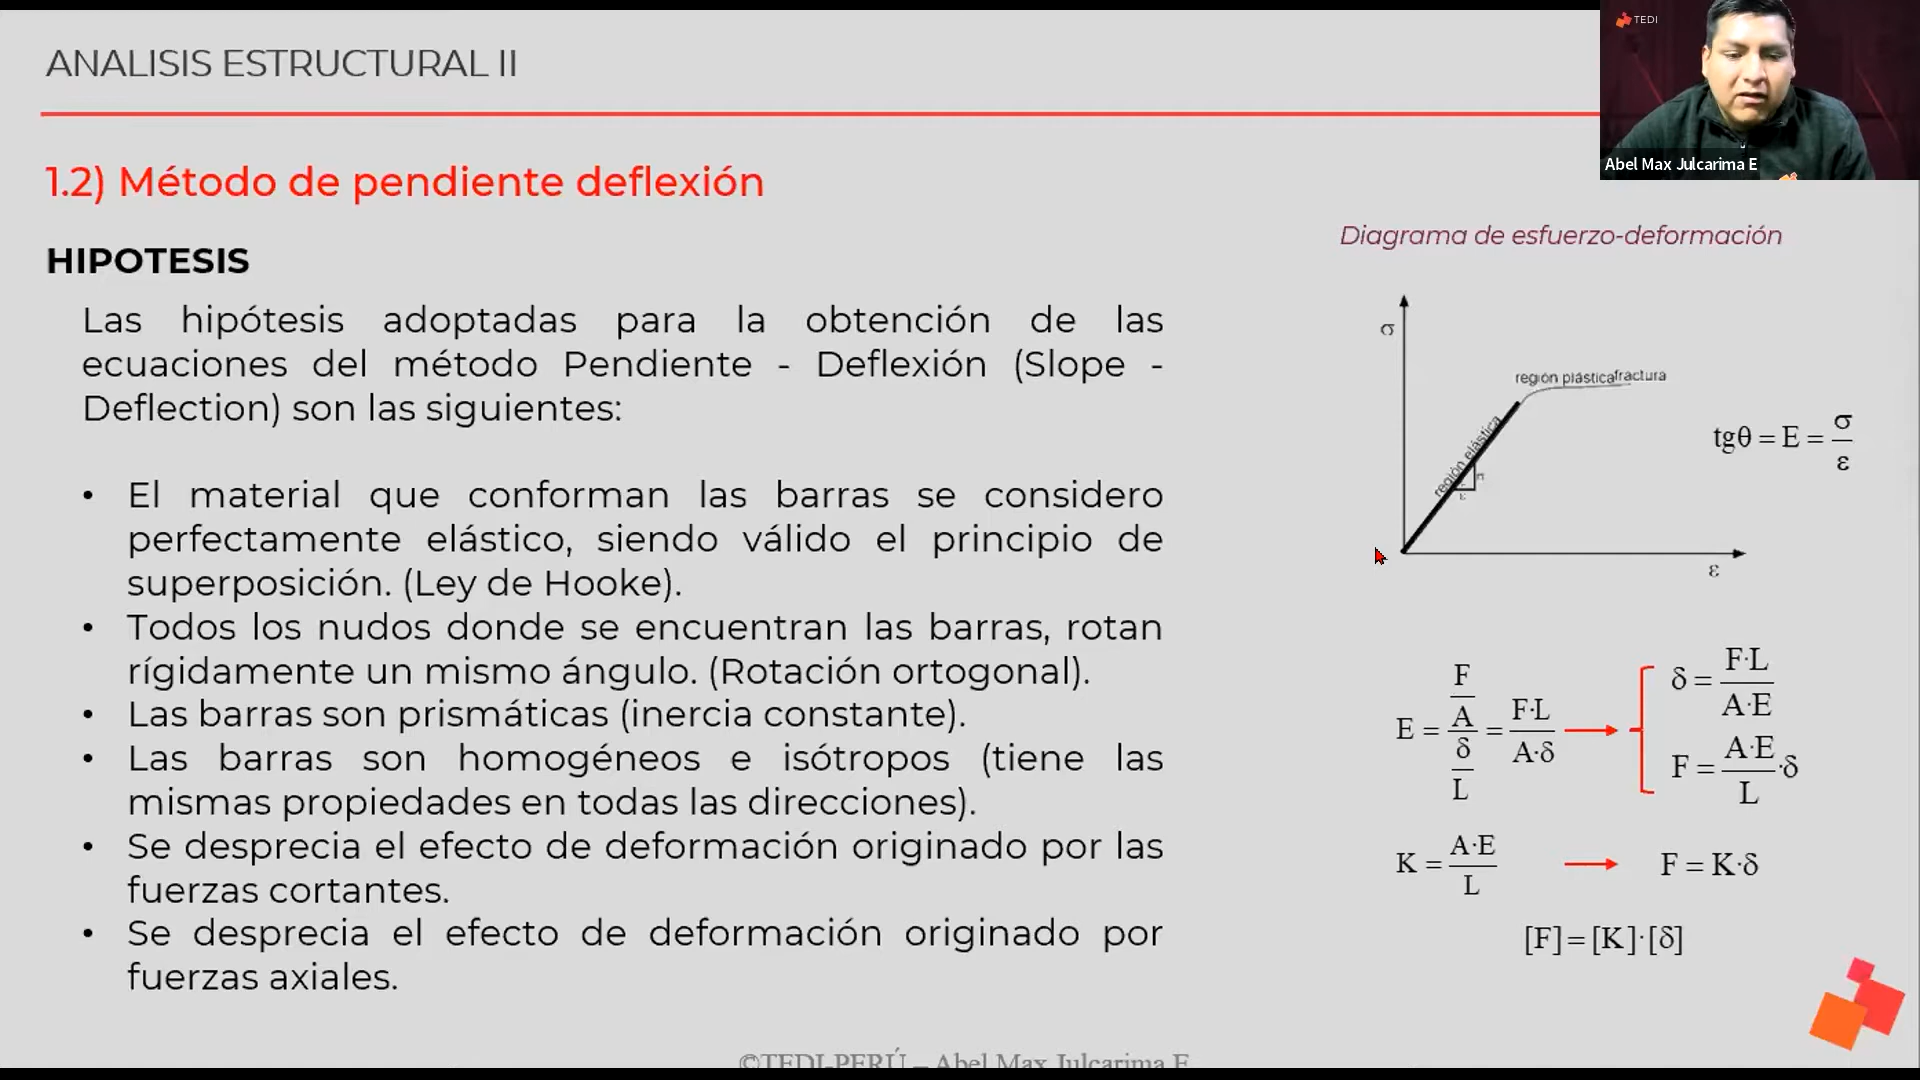 ANALISIS ESTRUCTURAL II
TEDI
Abel Max Julcarima E
1.2) Método de pendiente deflexión
HIPOTESIS
Las hipótesis adoptadas para la obtención de las
ecuaciones del método Pendiente - Deflexión (Slope -
Deflection) son las siguientes:
• El material que conforman las barras se considero
perfectamente elástico, siendo válido el principio de
superposición. (Ley de Hooke).
• Todos los nudos donde se encuentran las barras, rotan
rígidamente un mismo ángulo. (Rotación ortogonal).
• Las barras son prismáticas (inercia constante).
• Las barras son homogéneos e isótropos (tiene las
mismas propiedades en todas las direcciones).
• Se desprecia el efecto de deformación originado por las
fuerzas cortantes.
• Se desprecia el efecto de deformación originado por
fuerzas axiales.
Diagrama de esfuerzo-deformación
σ
región plástica fractura
región elástica
ε
ε
tgθ = E = σ/ε
E = (F/A)/(δ/L) = F·L/A·δ
δ = F·L/A·E
F = A·E/L·δ
K = A·E/L
F = K·δ
[F]=[K]·[δ]
©TEDI-PERÚ – Abel Max Julcarima E